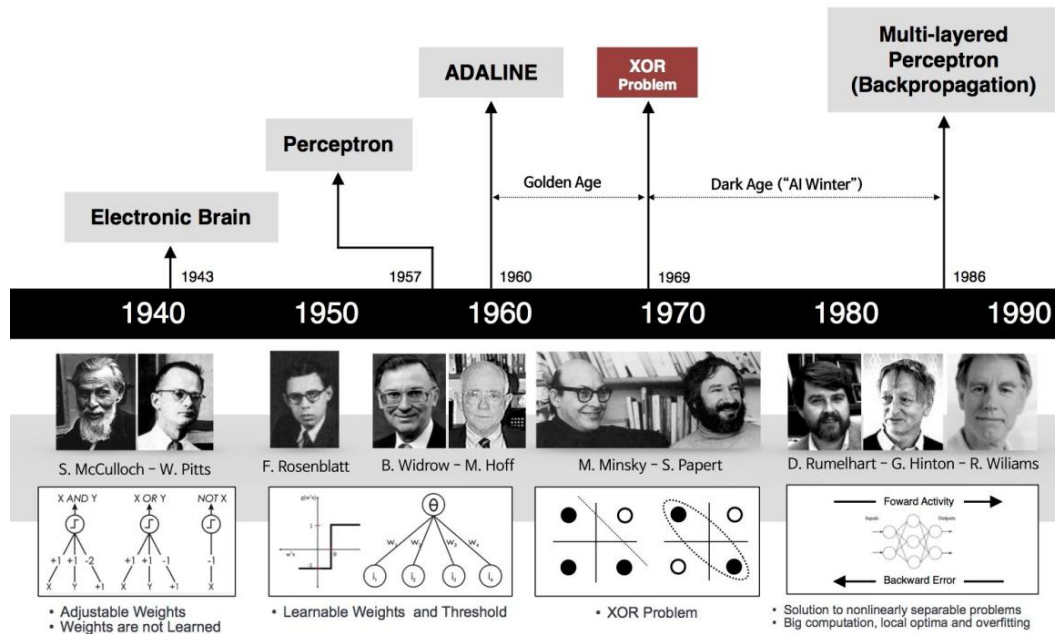 ADALINE
XOR
Problem
Multi-layered
Perceptron
(Backpropagation)
Perceptron
Golden Age
Dark Age ("AI Winter")
Electronic Brain
1943
1957
1960
1969
1986
1940
1950
1960
1970
1980
1990
S. McCulloch – W. Pitts
F. Rosenblatt
B. Widrow – M. Hoff
M. Minsky – S. Papert
D. Rumelhart – G. Hinton – R. Wiliams
X AND Y
X OR Y
NOT X
+1 +1 -2
+1 +1 -1
-1
X Y +1
X Y +1
X
• Adjustable Weights
• Weights are not Learned
θ
• Learnable Weights and Threshold
• XOR Problem
Foward Activity
Inputs
Outputs
Backward Error
• Solution to nonlinearly separable problems
• Big computation, local optima and overfitting